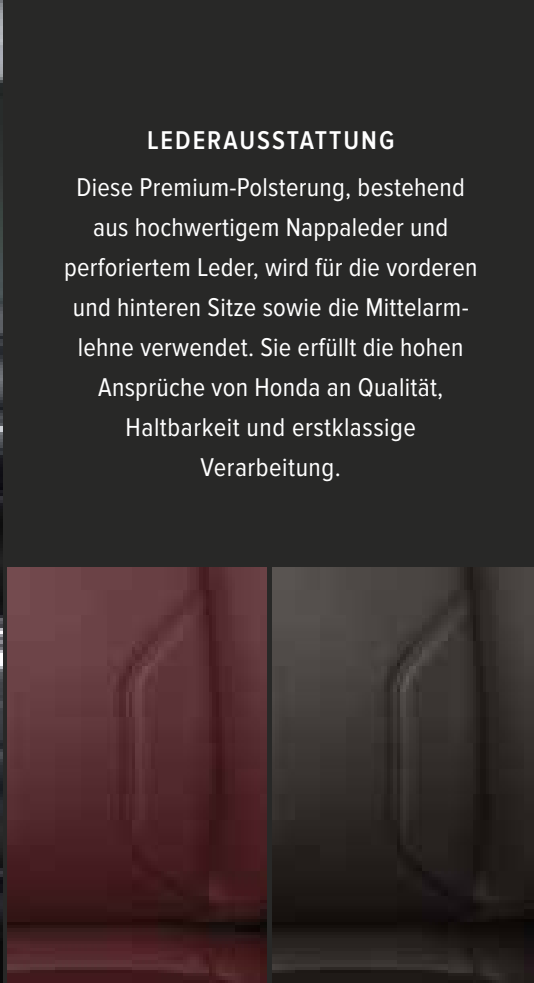 LEDERAUSSTATTUNG
Diese Premium-Polsterung, bestehend
aus hochwertigem Nappaleder und
perforiertem Leder, wird für die vorderen
und hinteren Sitze sowie die Mittelarm-
lehne verwendet. Sie erfüllt die hohen
Ansprüche von Honda an Qualität,
Haltbarkeit und erstklassige
Verarbeitung.